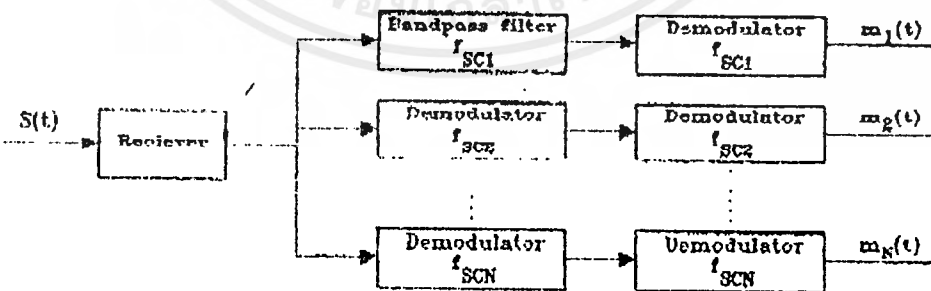 Bandpass filter
f_SC1
Demodulator
f_SC1
m_1(t)
S(t)
Reciever
Demodulator
f_SC2
Demodulator
f_SC2
m_2(t)
Demodulator
f_SCN
Demodulator
f_SCN
m_N(t)